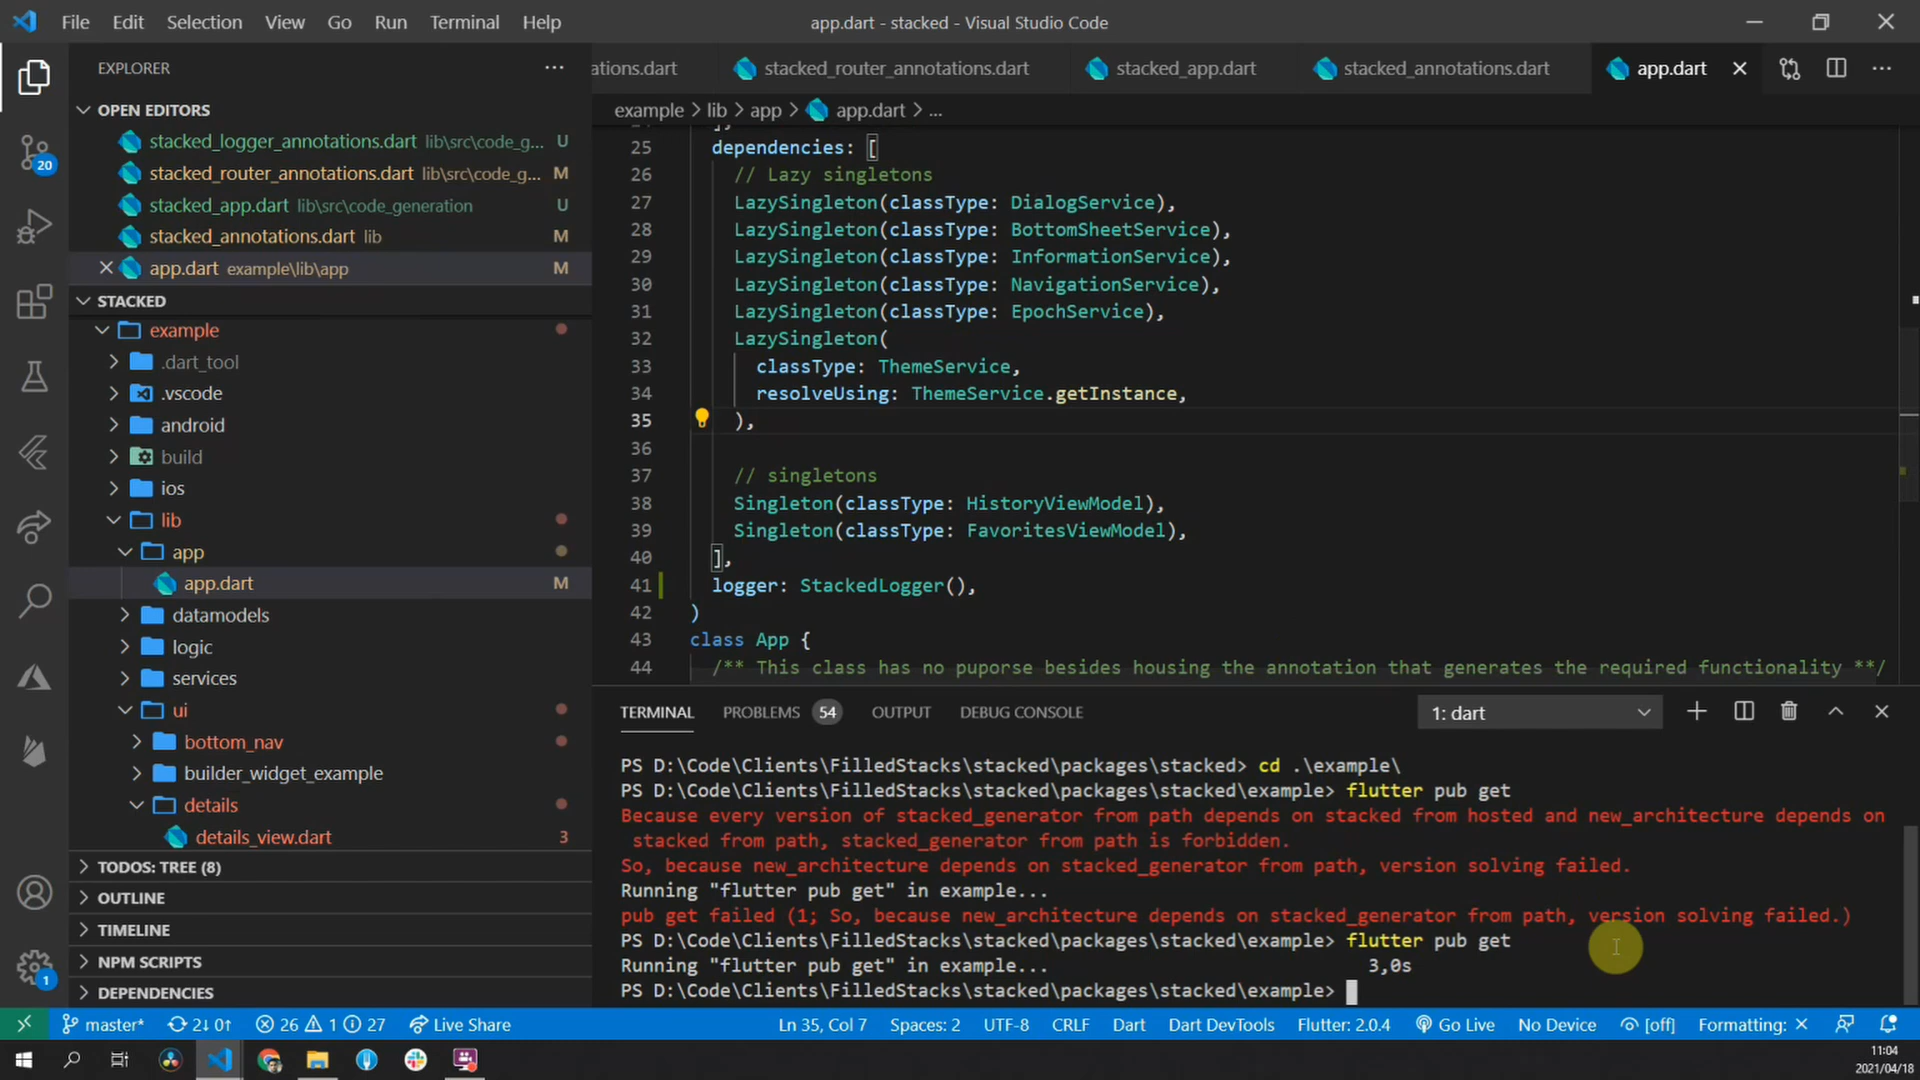 File Edit Selection View Go Run Terminal Help
app.dart - stacked - Visual Studio Code
EXPLORER
OPEN EDITORS
stacked_logger_annotations.dart lib\src\code_g... U
stacked_router_annotations.dart lib\src\code_g... M
stacked_app.dart lib\src\code_generation U
stacked_annotations.dart lib M
app.dart example\lib\app M
STACKED
example
.dart_tool
.vscode
android
build
ios
lib
app
app.dart M
datamodels
logic
services
ui
bottom_nav
builder_widget_example
details
details_view.dart 3
TODOS: TREE (8)
OUTLINE
TIMELINE
NPM SCRIPTS
DEPENDENCIES
20
1
ations.dart stacked_router_annotations.dart stacked_app.dart stacked_annotations.dart app.dart
example > lib > app > app.dart > ...
25 dependencies: [
26 // Lazy singletons
27 LazySingleton(classType: DialogService),
28 LazySingleton(classType: BottomSheetService),
29 LazySingleton(classType: InformationService),
30 LazySingleton(classType: NavigationService),
31 LazySingleton(classType: EpochService),
32 LazySingleton(
33 classType: ThemeService,
34 resolveUsing: ThemeService.getInstance,
35 ),
36
37 // singletons
38 Singleton(classType: HistoryViewModel),
39 Singleton(classType: FavoritesViewModel),
40 ],
41 logger: StackedLogger(),
42 )
43 class App {
44 /** This class has no puporse besides housing the annotation that generates the required functionality **/
TERMINAL PROBLEMS 54 OUTPUT DEBUG CONSOLE 1: dart
PS D:\Code\Clients\FilledStacks\stacked\packages\stacked> cd .\example\
PS D:\Code\Clients\FilledStacks\stacked\packages\stacked\example> flutter pub get
Because every version of stacked_generator from path depends on stacked from hosted and new_architecture depends on
stacked from path, stacked_generator from path is forbidden.
So, because new_architecture depends on stacked_generator from path, version solving failed.
Running "flutter pub get" in example...
pub get failed (1; So, because new_architecture depends on stacked_generator from path, version solving failed.)
PS D:\Code\Clients\FilledStacks\stacked\packages\stacked\example> flutter pub get
Running "flutter pub get" in example... 3,0s
PS D:\Code\Clients\FilledStacks\stacked\packages\stacked\example>
master* 2↓ 0↑ 26 1 27 Live Share Ln 35, Col 7 Spaces: 2 UTF-8 CRLF Dart Dart DevTools Flutter: 2.0.4 Go Live No Device [off] Formatting: ×
11:04
2021/04/18